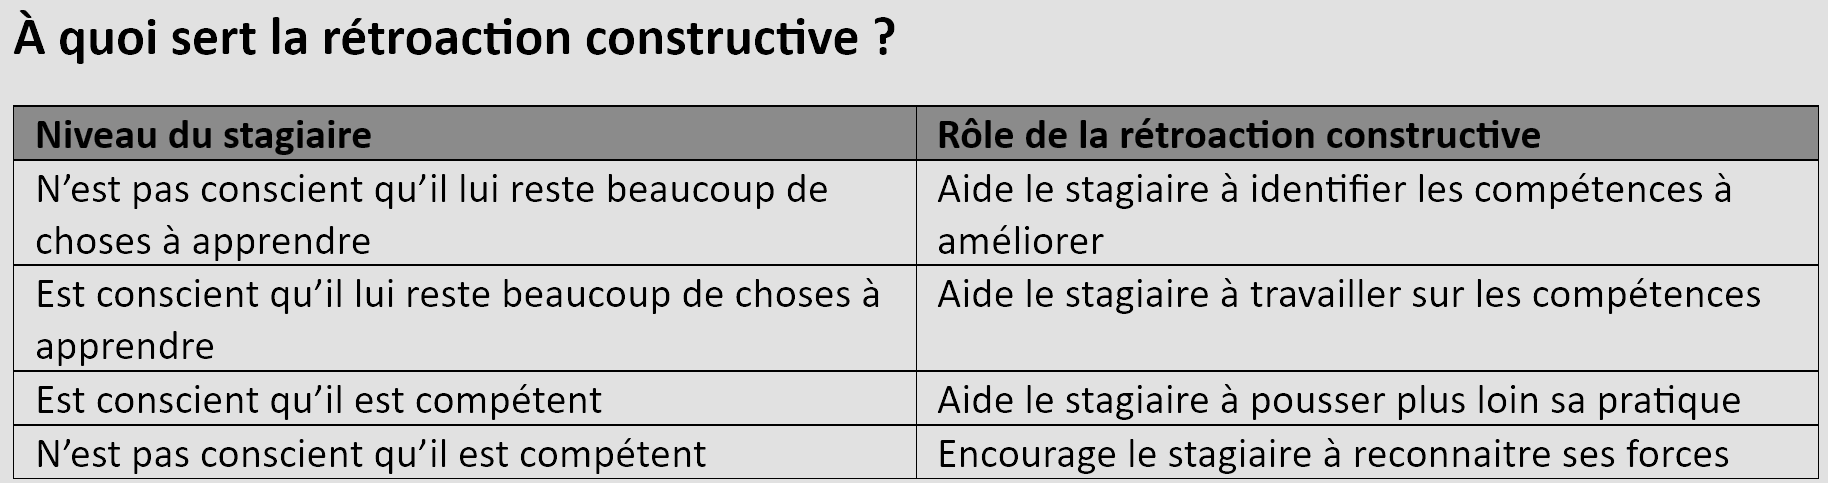 À quoi sert la rétroaction constructive ?
Niveau du stagiaire
Rôle de la rétroaction constructive
N’est pas conscient qu’il lui reste beaucoup de
choses à apprendre
Aide le stagiaire à identifier les compétences à
améliorer
Est conscient qu’il lui reste beaucoup de choses à
apprendre
Aide le stagiaire à travailler sur les compétences
Est conscient qu’il est compétent
Aide le stagiaire à pousser plus loin sa pratique
N’est pas conscient qu’il est compétent
Encourage le stagiaire à reconnaitre ses forces